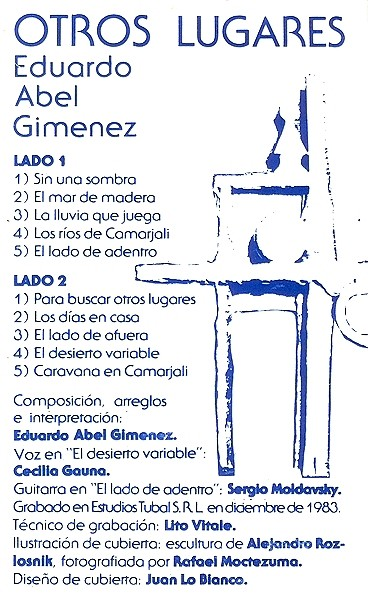 OTROS LUGARES
Eduardo
Abel
Gimenez
LADO 1
1) Sin una sombra
2) El mar de madera
3) La lluvia que juega
4) Los ríos de Camarjali
5) El lado de adentro
LADO 2
1) Para buscar otros lugares
2) Los días en casa
3) El lado de afuera
4) El desierto variable
5) Caravana en Camarjali
Composición, arreglos
e interpretación:
Eduardo Abel Gimenez.
Voz en "El desierto variable":
Cecilia Gauna.
Guitarra en "El lado de adentro": Sergio Moldavsky.
Grabado en Estudios Tubal S.R.L. en diciembre de 1983.
Técnico de grabación: Lito Vitale.
Ilustración de cubierta: escultura de Alejandro Roz-
losnik, fotografiada por Rafael Moctezuma.
Diseño de cubierta: Juan Lo Bianco.